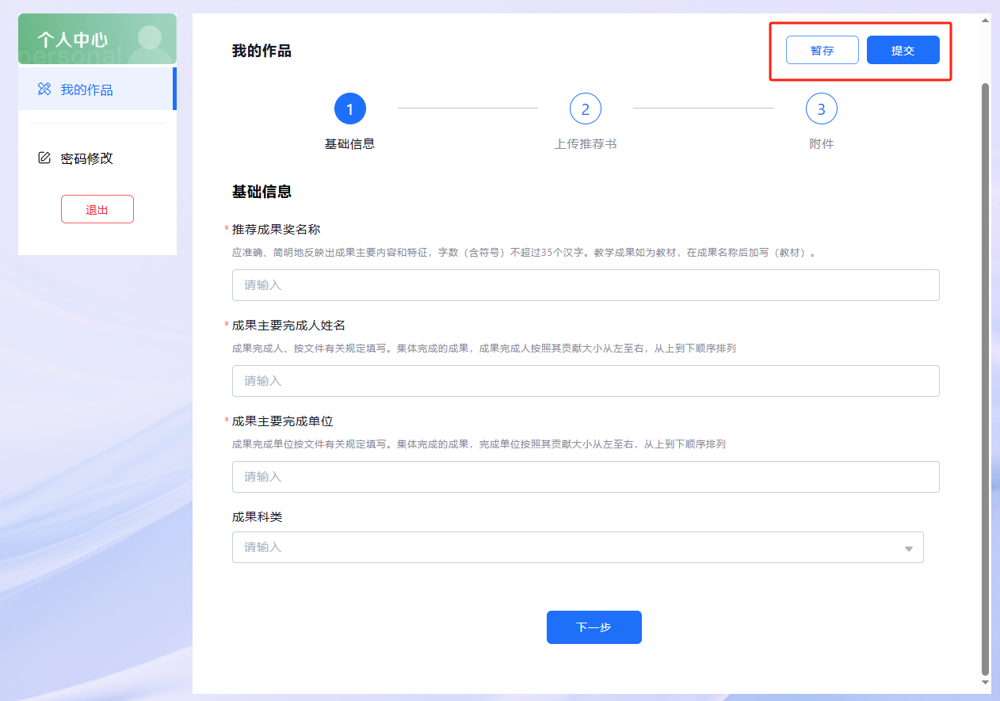 个人中心
personal
我的作品
密码修改
退出
我的作品
暂存
提交
1
2
3
基础信息
上传推荐书
附件
基础信息
* 推荐成果奖名称
应准确、简明地反映出成果主要内容和特征，字数（含符号）不超过35个汉字。教学成果如为教材，在成果名称后加写（教材）。
请输入
* 成果主要完成人姓名
成果完成人、按文件有关规定填写。集体完成的成果，成果完成人按照其贡献大小从左至右，从上到下顺序排列
请输入
* 成果主要完成单位
成果完成单位按文件有关规定填写。集体完成的成果，完成单位按照其贡献大小从左至右，从上到下顺序排列
请输入
成果科类
请输入
下一步